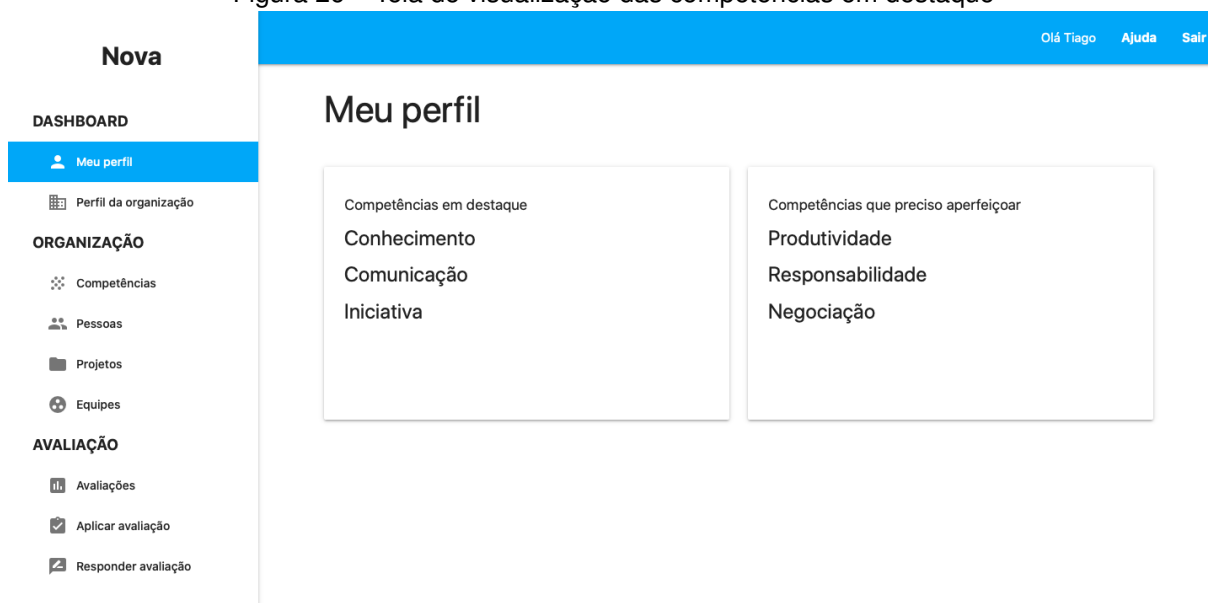 Nova
Olá Tiago Ajuda Sair
DASHBOARD
Meu perfil
Perfil da organização
ORGANIZAÇÃO
Competências
Pessoas
Projetos
Equipes
AVALIAÇÃO
Avaliações
Aplicar avaliação
Responder avaliação
Meu perfil
Competências em destaque
Conhecimento
Comunicação
Iniciativa
Competências que preciso aperfeiçoar
Produtividade
Responsabilidade
Negociação